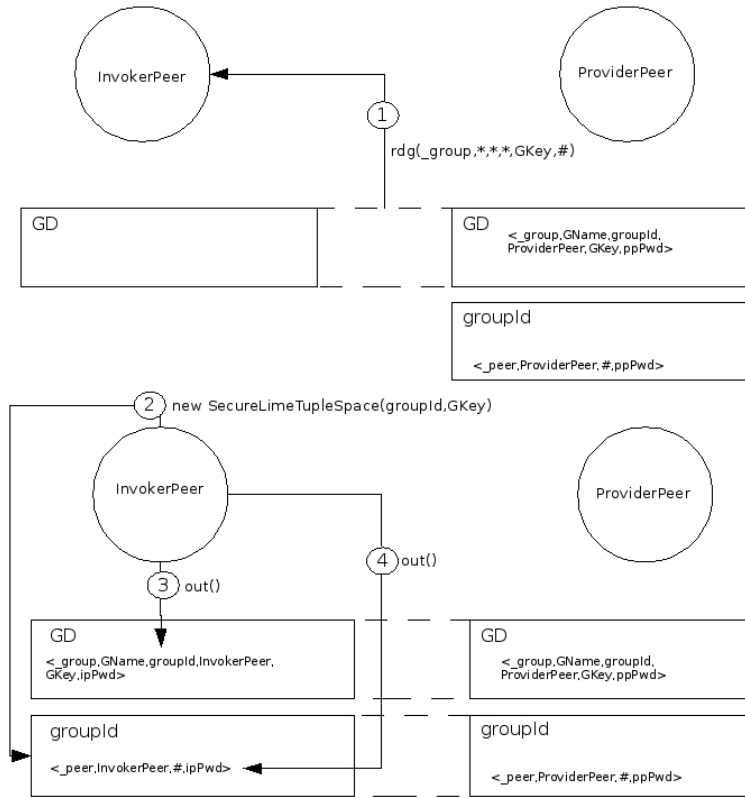 InvokerPeer
ProviderPeer
1
rdg(_group,*,*,*,GKey,#)
GD
GD
<_group,GName,groupId,
ProviderPeer,GKey,ppPwd>
groupId
<_peer,ProviderPeer,#,ppPwd>
2
new SecureLimeTupleSpace(groupId,GKey)
InvokerPeer
ProviderPeer
4
out()
3
out()
GD
<_group,GName,groupId,InvokerPeer,
GKey,ipPwd>
GD
<_group,GName,groupId,
ProviderPeer,GKey,ppPwd>
groupId
<_peer,InvokerPeer,#,ipPwd>
groupId
<_peer,ProviderPeer,#,ppPwd>